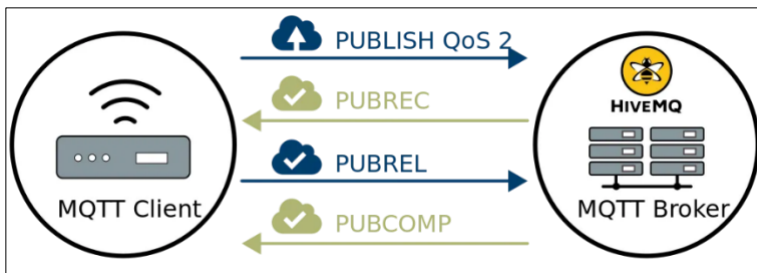 PUBLISH QoS 2
PUBREC
PUBREL
PUBCOMP
MQTT Client
HIVEMQ
MQTT Broker